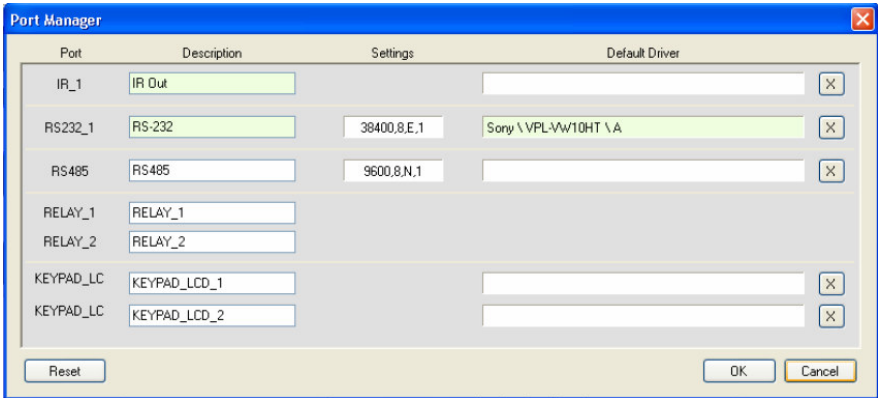 Port Manager
Port Description Settings Default Driver
IR_1 IR Out X
RS232_1 RS-232 38400,8,E,1 Sony \ VPL-VW10HT \ A X
RS485 RS485 9600,8,N,1 X
RELAY_1 RELAY_1
RELAY_2 RELAY_2
KEYPAD_LC KEYPAD_LCD_1 X
KEYPAD_LC KEYPAD_LCD_2 X
Reset OK Cancel